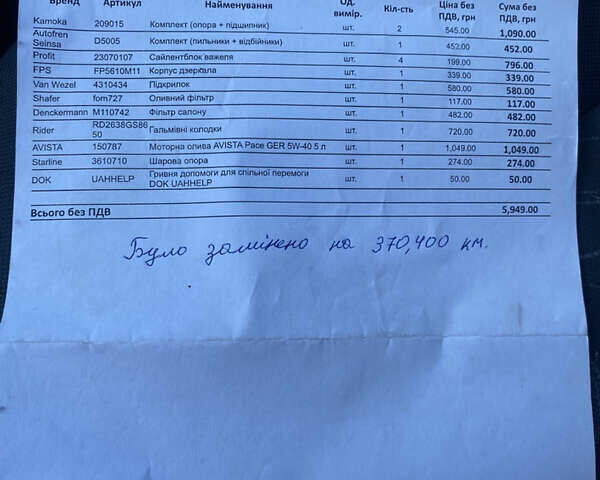 Бренд Артикул Найменування Од. вимір. Кіл-сть Ціна без ПДВ, грн Сума без ПДВ, грн
Kamoka 209015 Комплект (опора + підшипник) шт. 2 545.00 1,090.00
Autofren Seinsa D5005 Комплект (пильники + відбійники) шт. 1 452.00 452.00
Profit 23070107 Сайлентблок важеля шт. 4 199.00 796.00
FPS FP5610M11 Корпус дзеркала шт. 1 339.00 339.00
Van Wezel 4310434 Підкрилок шт. 1 580.00 580.00
Shafer fom727 Оливний фільтр шт. 1 117.00 117.00
Denckermann M110742 Фільтр салону шт. 1 482.00 482.00
Rider RD2638GS86 50 Гальмівні колодки шт. 1 720.00 720.00
AVISTA 150787 Моторна олива AVISTA Pace GER 5W-40 5 л шт. 1 1,049.00 1,049.00
Starline 3610710 Шарова опора шт. 1 274.00 274.00
DOK UAHHELP Гривня допомоги для спільної перемоги DOK UAHHELP шт. 1 50.00 50.00
Всього без ПДВ 5,949.00
Було замінено на 370,400 км.